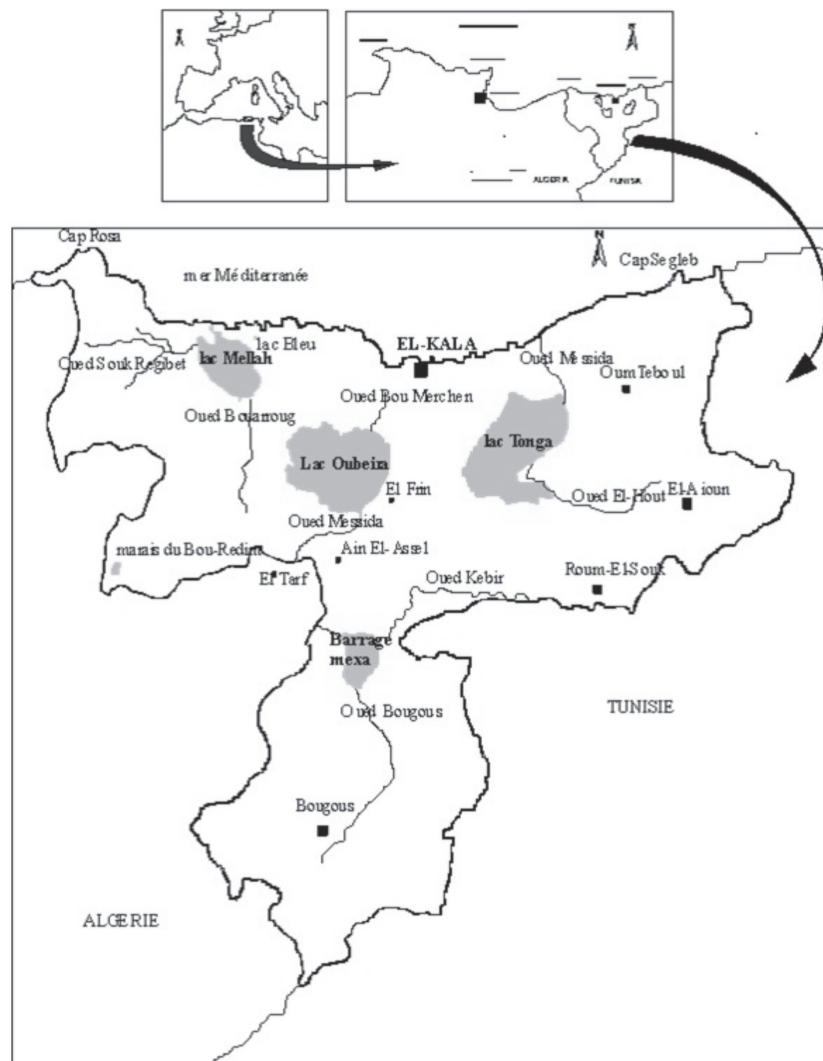 N
N
ALGERIA
TUNISIA
Cap Rosa
N
Cap Segleb
mer Méditerranée
lac Bleu
EL-KALA
Oued Souk Regibet
lac Mellah
Oued Messida
Oum Teboul
Oued Bouarroug
Oued Bou Merchen
lac Tonga
Lac Oubeira
El Frin
Oued El-Hout
El-Aioun
Oued Messida
marais du Bou-Redine
Ain El-Assel
El Tarf
Oued Kebir
Roum-El-Souk
Barrage
mexa
Oued Bougous
TUNISIE
Bougous
ALGERIE